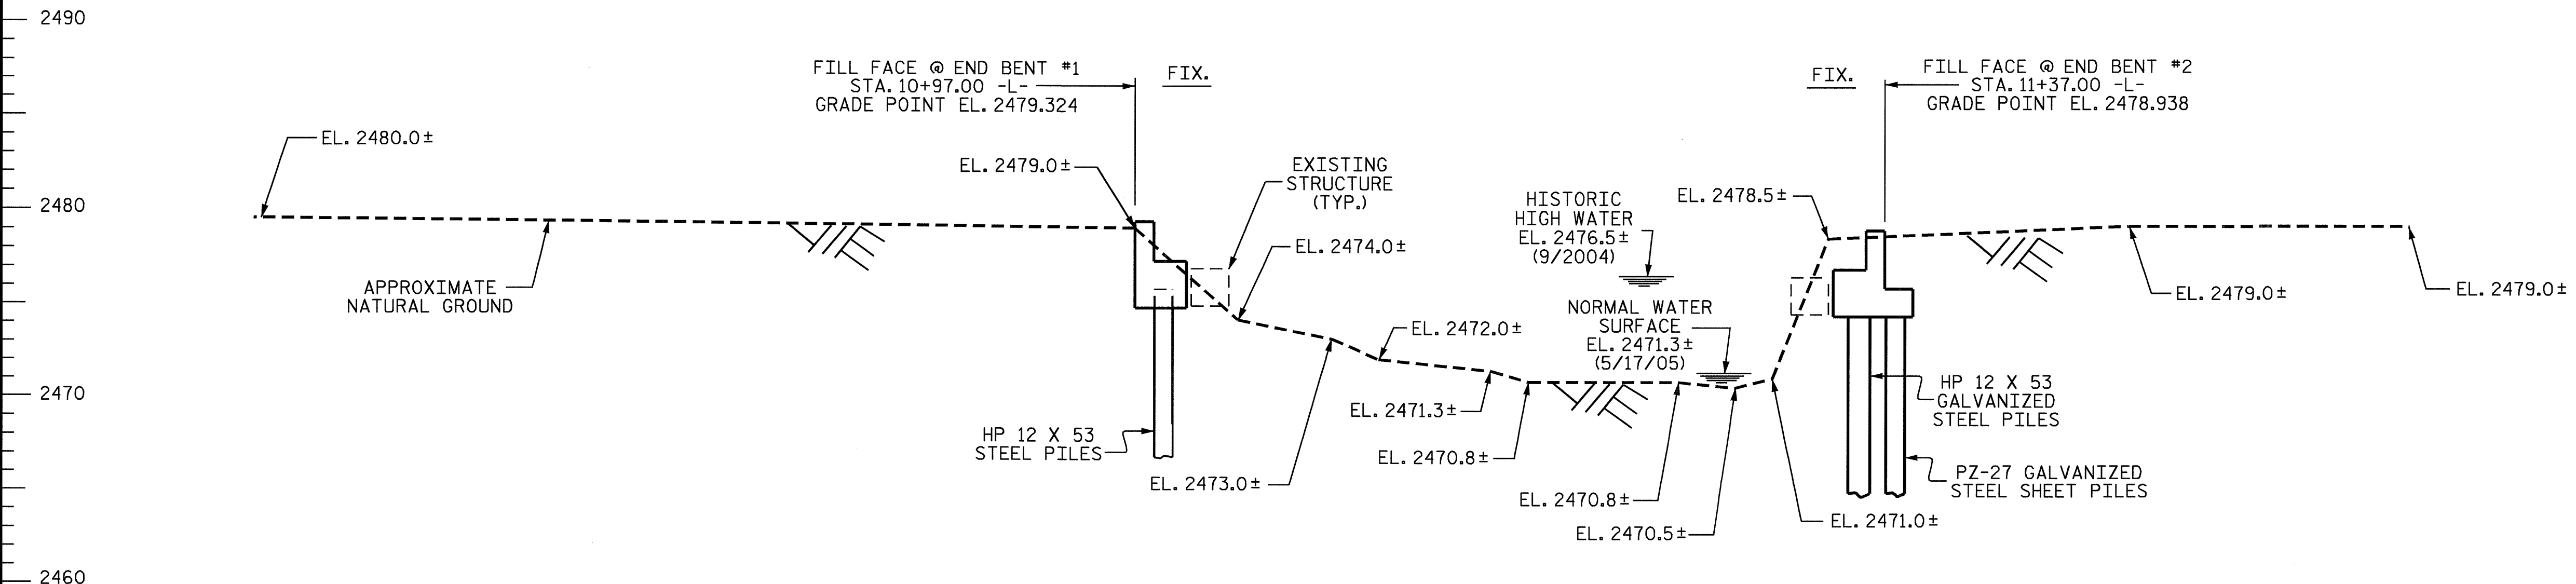 2490
2480
2470
2460
FILL FACE @ END BENT #1
STA. 10+97.00 -L-
GRADE POINT EL. 2479.324
FIX.
FIX.
FILL FACE @ END BENT #2
STA. 11+37.00 -L-
GRADE POINT EL. 2478.938
EL. 2480.0±
EL. 2479.0±
EXISTING
STRUCTURE
(TYP.)
EL. 2474.0±
HISTORIC
HIGH WATER
EL. 2476.5±
(9/2004)
EL. 2478.5±
APPROXIMATE
NATURAL GROUND
NORMAL WATER
SURFACE
EL. 2471.3±
(5/17/05)
EL. 2479.0±
EL. 2479.0±
EL. 2472.0±
EL. 2471.3±
EL. 2470.8±
HP 12 X 53
STEEL PILES
EL. 2473.0±
EL. 2470.8±
EL. 2470.5±
EL. 2471.0±
HP 12 X 53
GALVANIZED
STEEL PILES
PZ-27 GALVANIZED
STEEL SHEET PILES